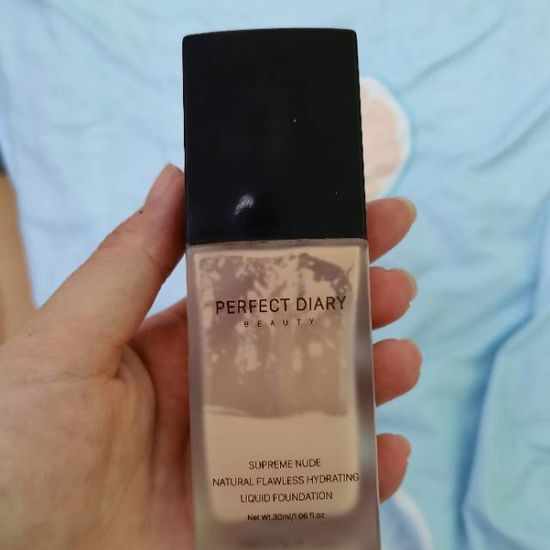 PERFECT DIARY
BEAUTY
SUPREME NUDE
NATURAL FLAWLESS HYDRATING
LIQUID FOUNDATION
Net Wt.30ml/1.06 fl.oz.